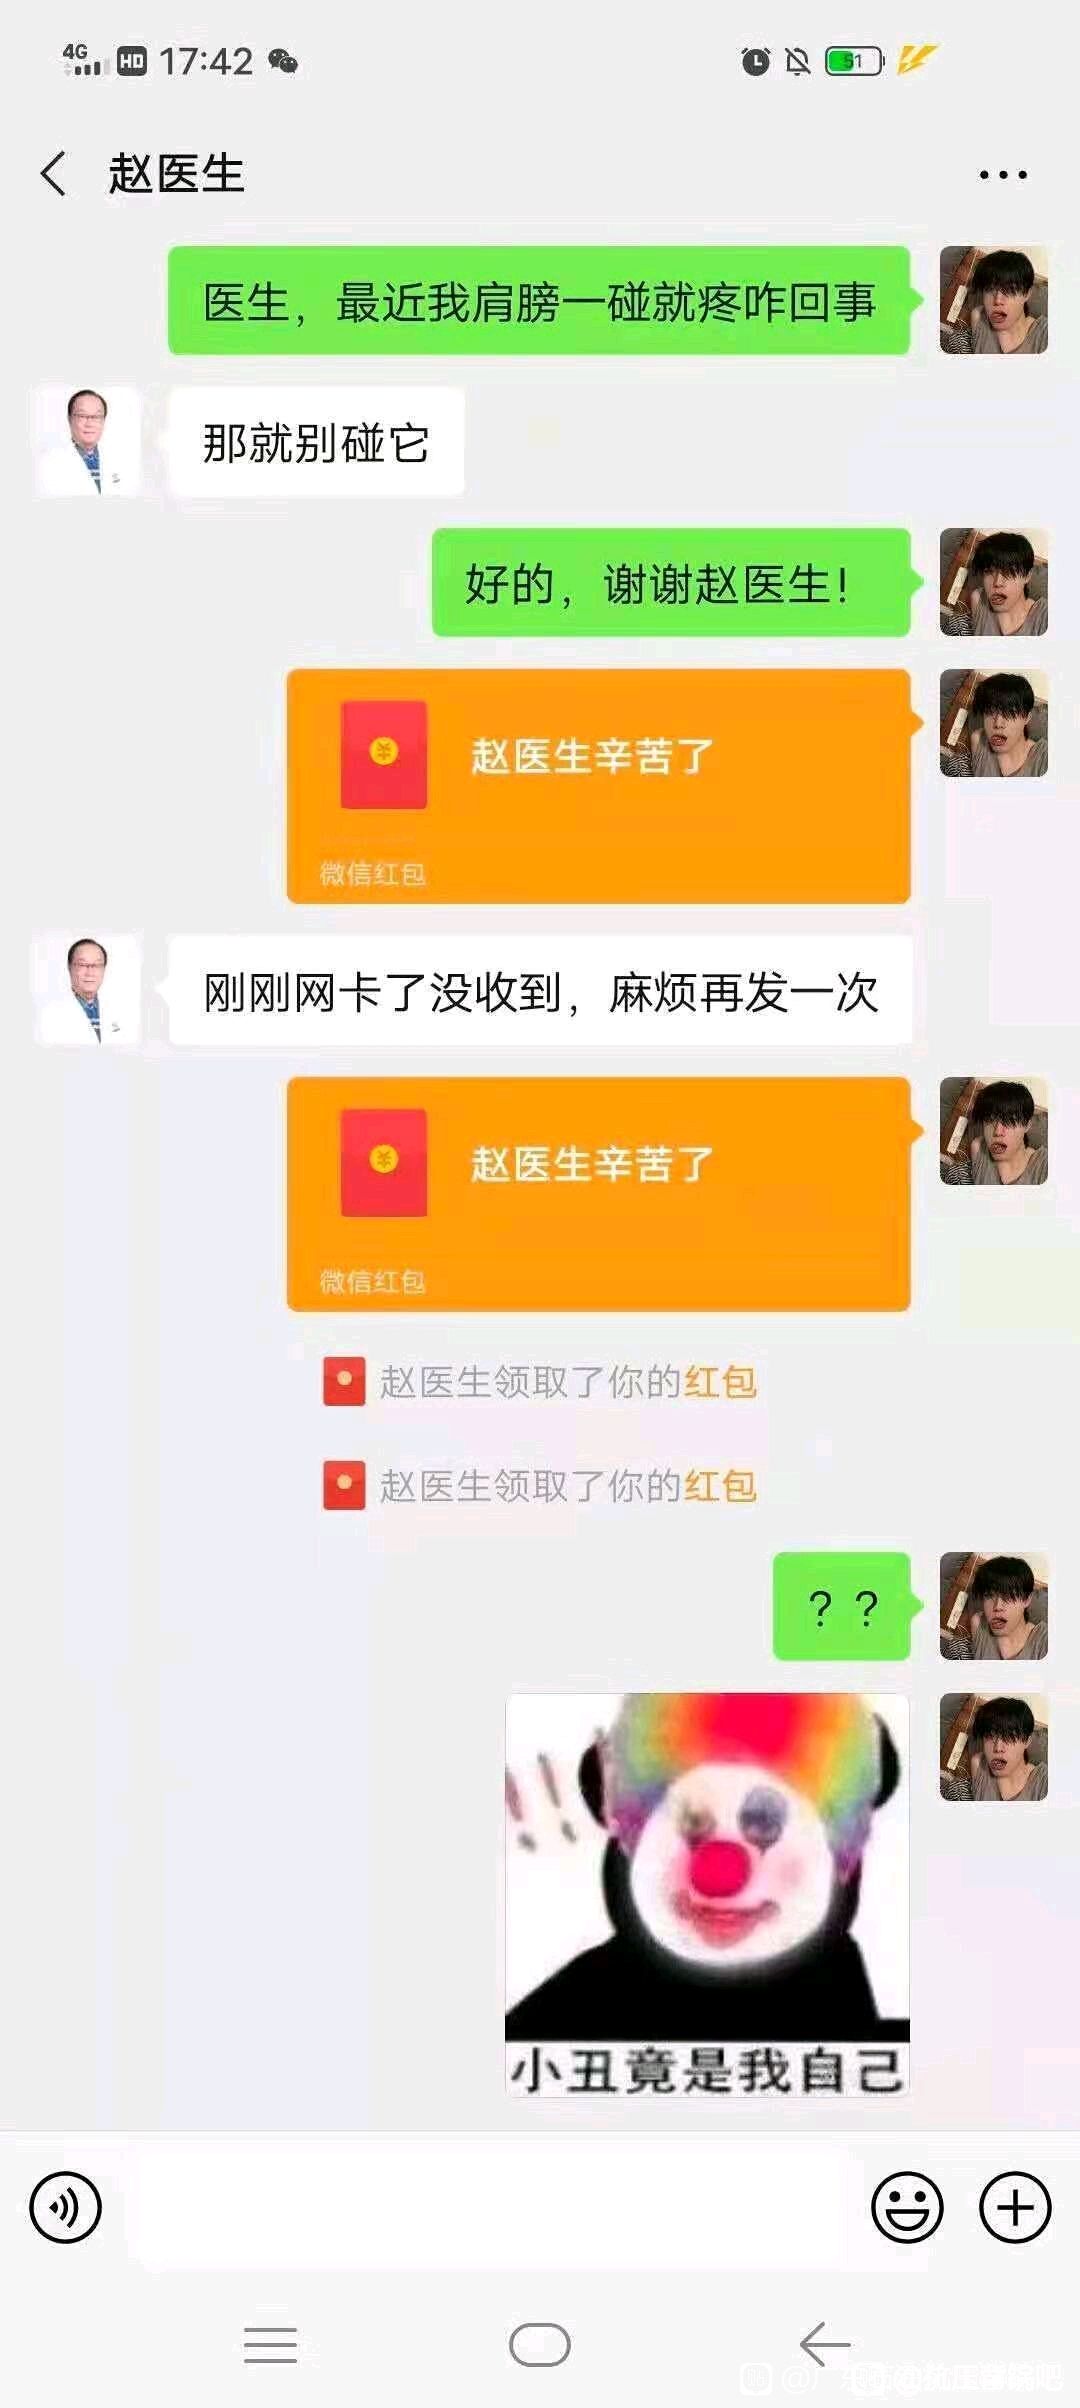 4G HD 17:42 51
赵医生
医生，最近我肩膀一碰就疼咋回事
那就别碰它
好的，谢谢赵医生！
赵医生辛苦了
微信红包
刚刚网卡了没收到，麻烦再发一次
赵医生辛苦了
微信红包
赵医生领取了你的红包
赵医生领取了你的红包
？？
小丑竟是我自己